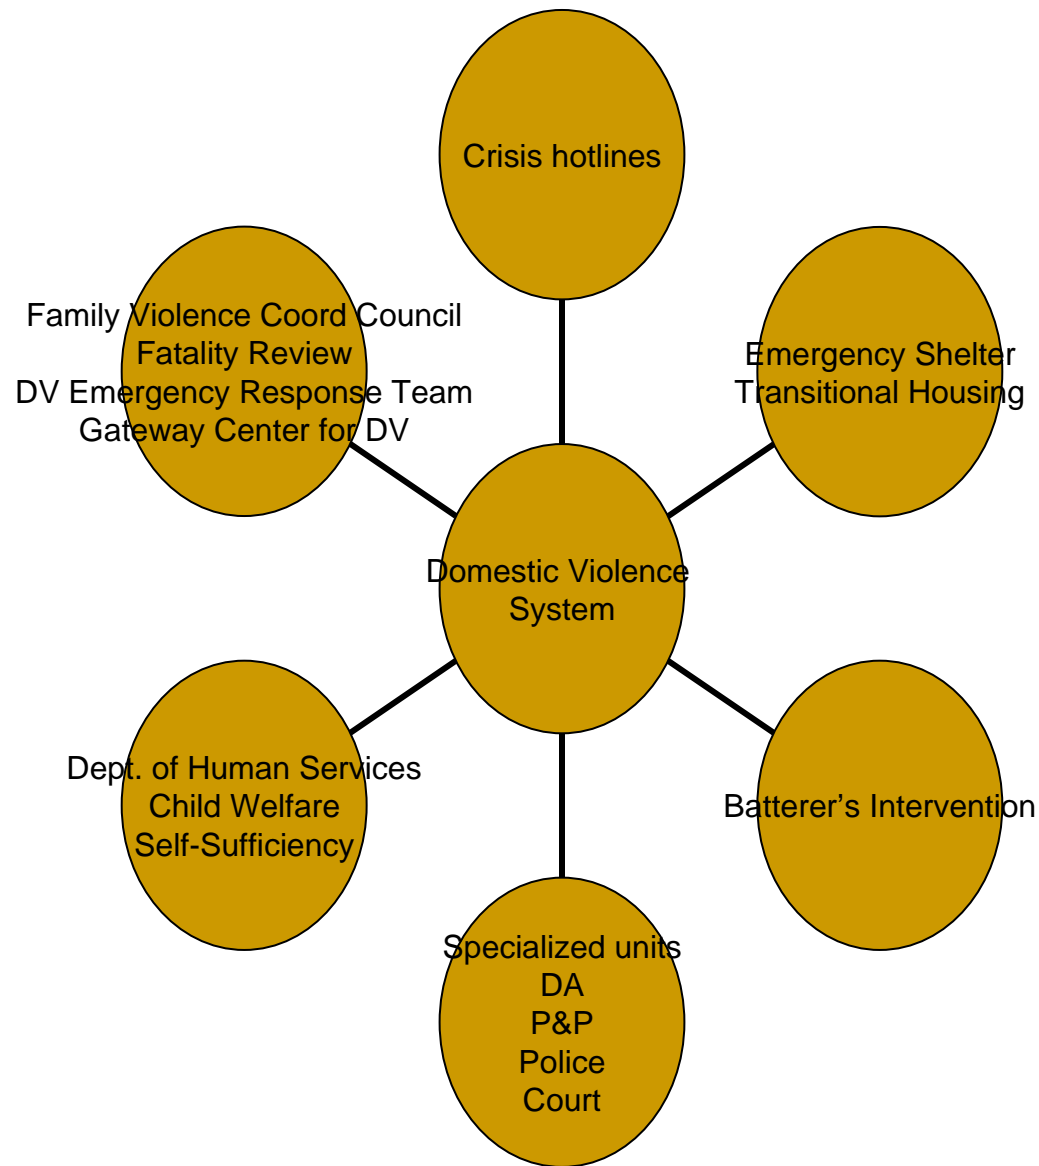 Crisis hotlines
Family Violence Coord Council
Fatality Review
DV Emergency Response Team
Gateway Center for DV
Emergency Shelter
Transitional Housing
Domestic Violence
System
Dept. of Human Services
Child Welfare
Self-Sufficiency
Batterer’s Intervention
Specialized units
DA
P&P
Police
Court